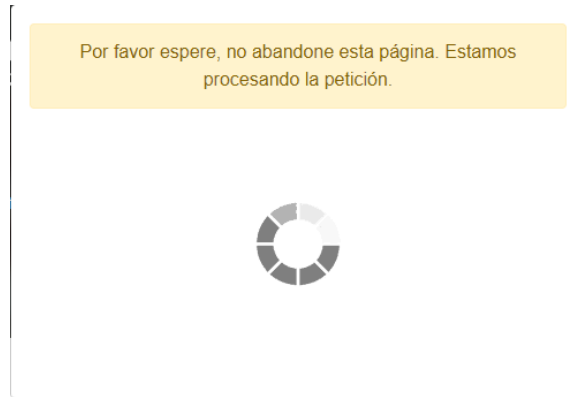 Por favor espere, no abandone esta página. Estamos
procesando la petición.